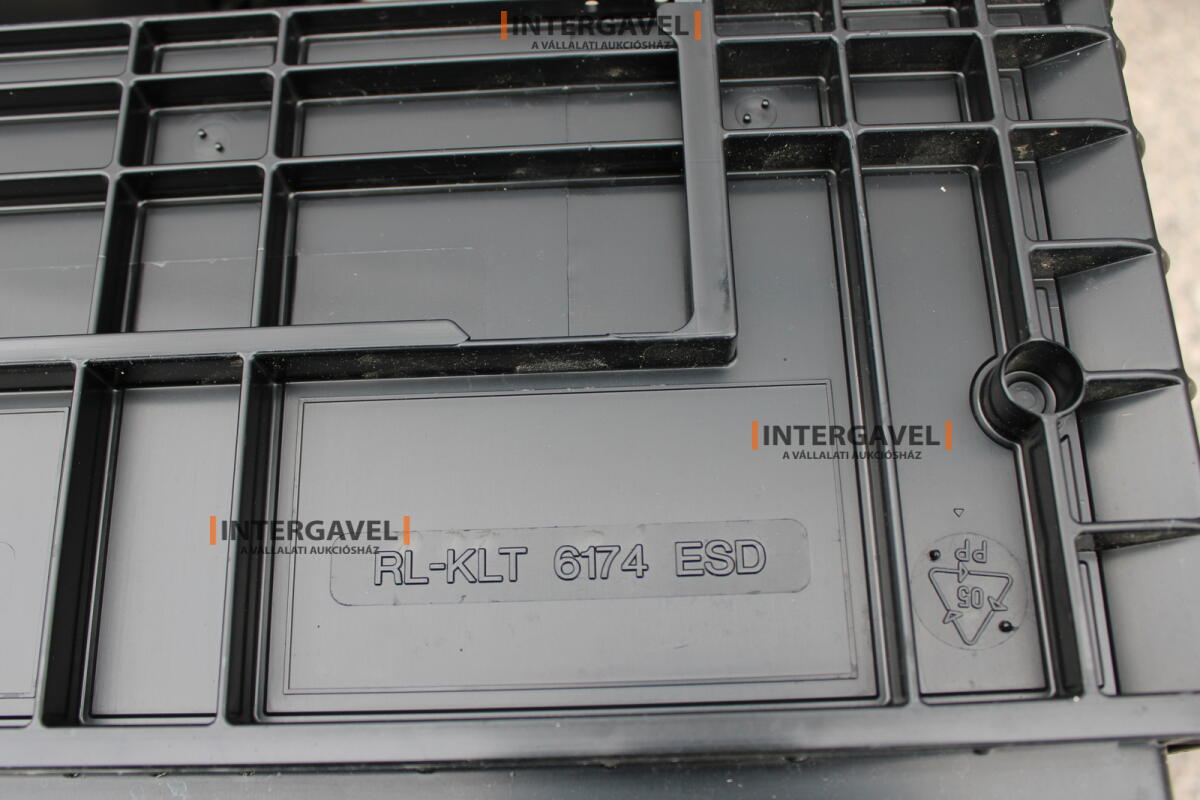 INTERGAVEL
A VÁLLALATI AUKCIÓSHÁZ
INTERGAVEL
A VÁLLALATI AUKCIÓSHÁZ
INTERGAVEL
A VÁLLALATI AUKCIÓSHÁZ
RL-KLT 6174 ESD
PP
05